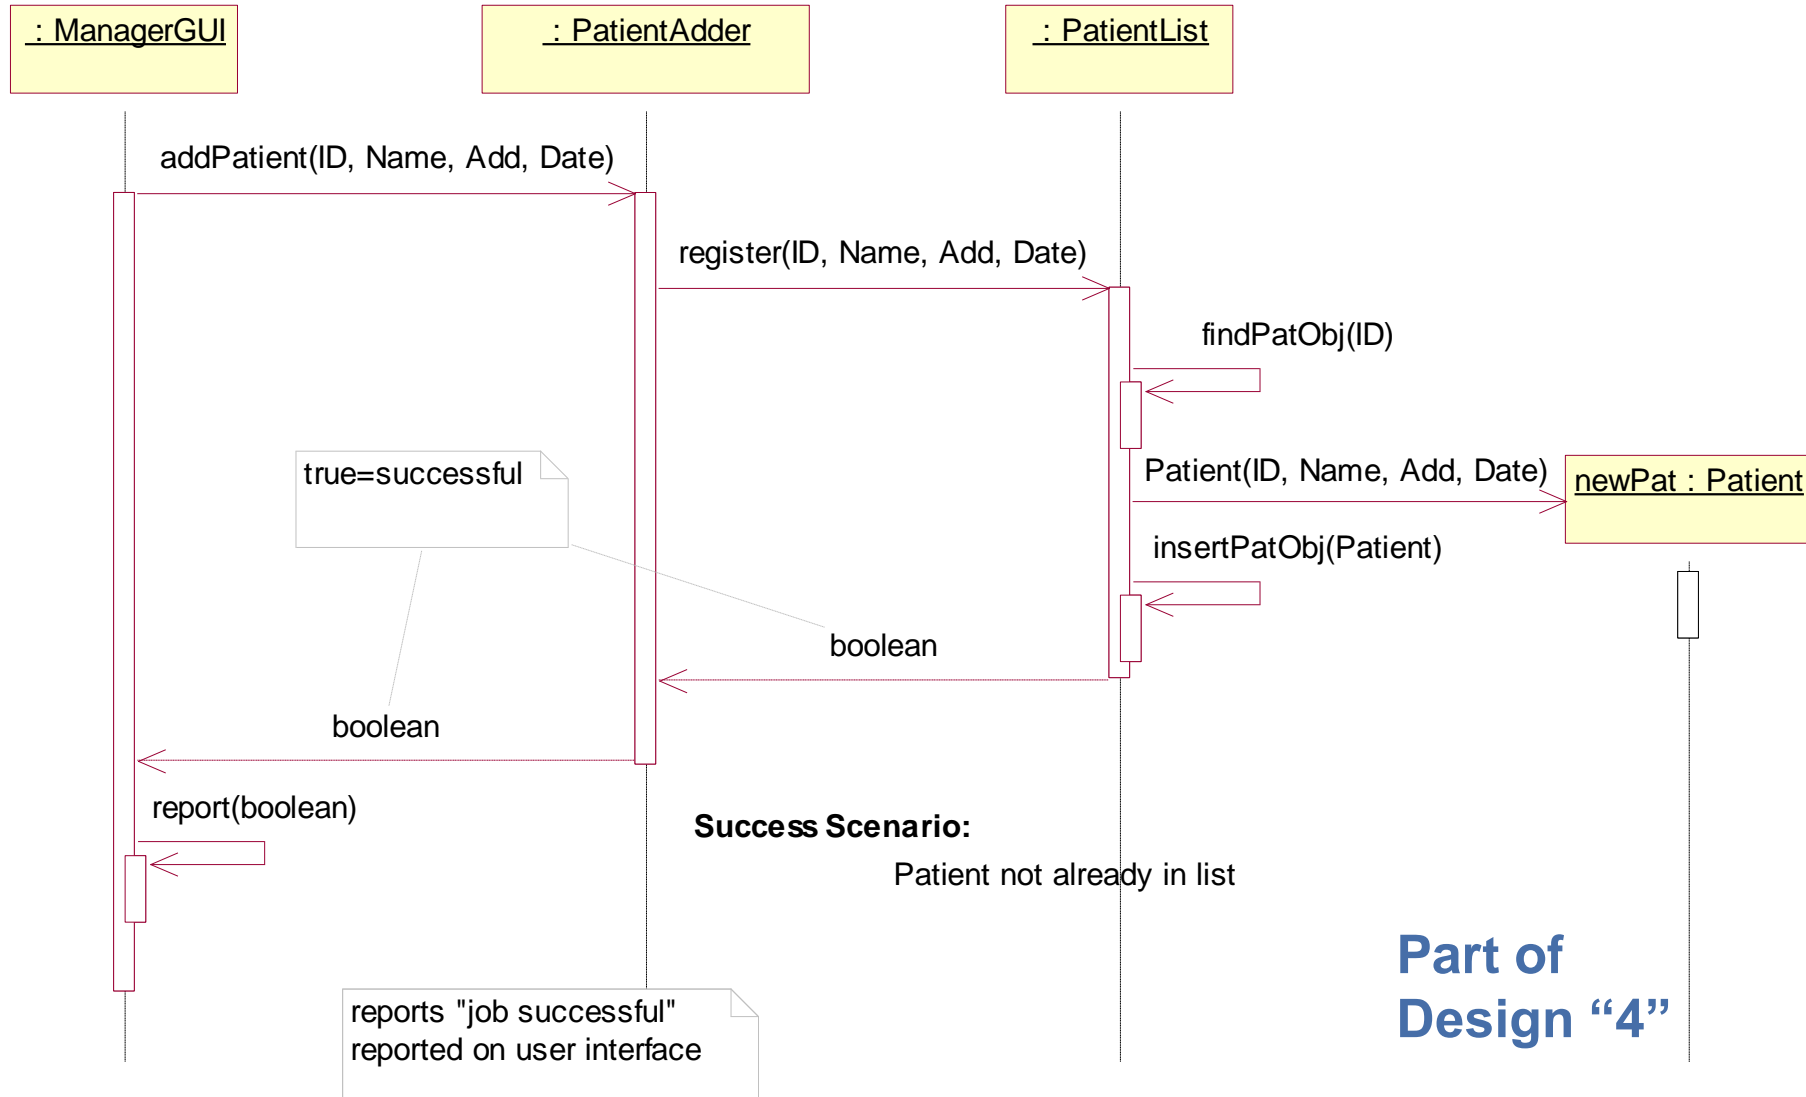 : ManagerGUI
: PatientAdder
: PatientList
addPatient(ID, Name, Add, Date)
register(ID, Name, Add, Date)
findPatObj(ID)
true=successful
Patient(ID, Name, Add, Date)
newPat : Patient
insertPatObj(Patient)
boolean
boolean
report(boolean)
Success Scenario:
Patient not already in list
Part of
Design “4”
reports "job successful"
reported on user interface